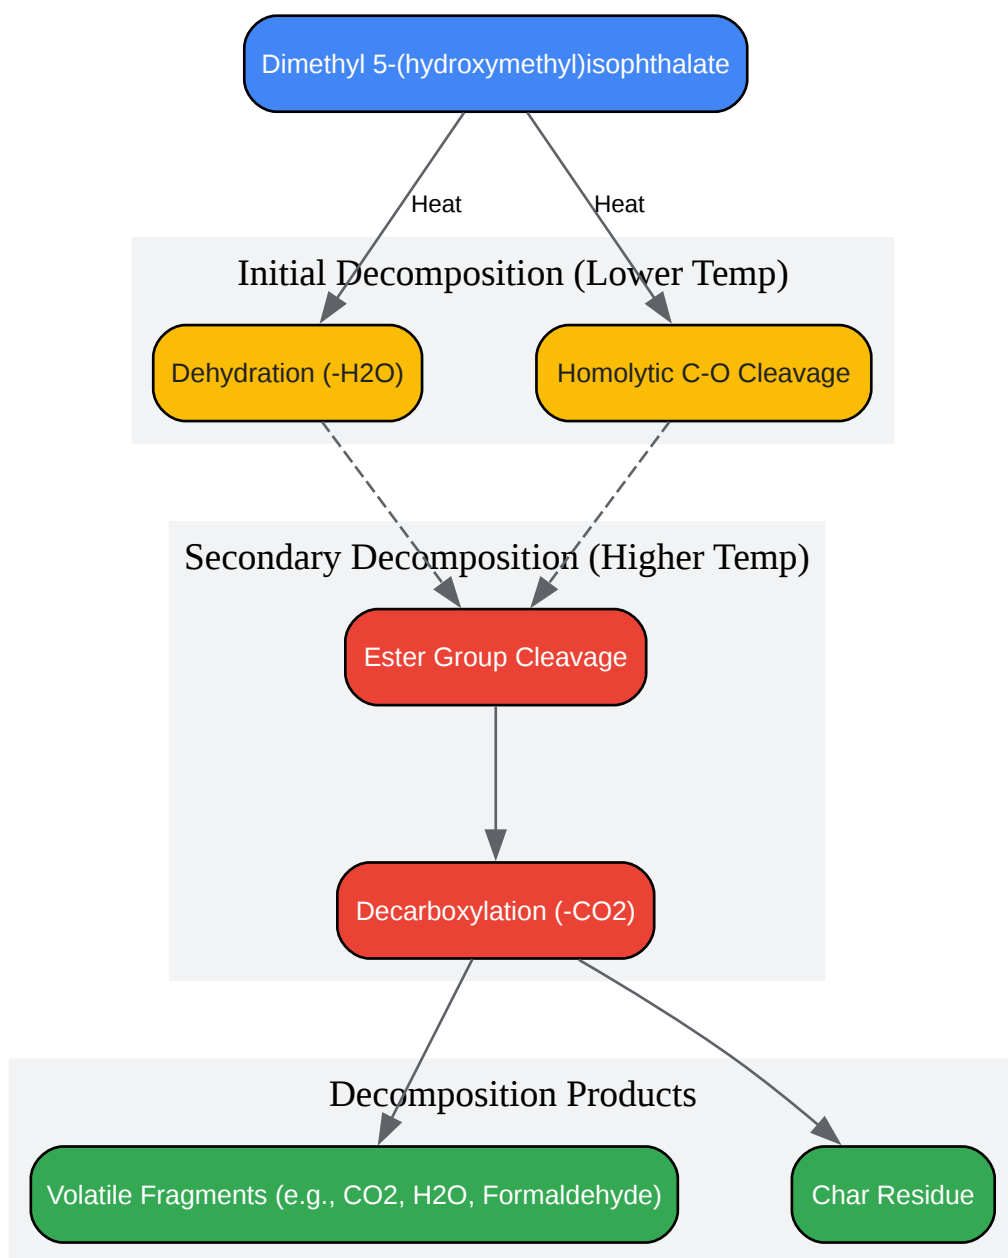 Dimethyl 5-(hydroxymethyl)isophthalate
Heat
Heat
Initial Decomposition (Lower Temp)
Dehydration (-H2O)
Homolytic C-O Cleavage
Secondary Decomposition (Higher Temp)
Ester Group Cleavage
Decarboxylation (-CO2)
Decomposition Products
Volatile Fragments (e.g., CO2, H2O, Formaldehyde)
Char Residue